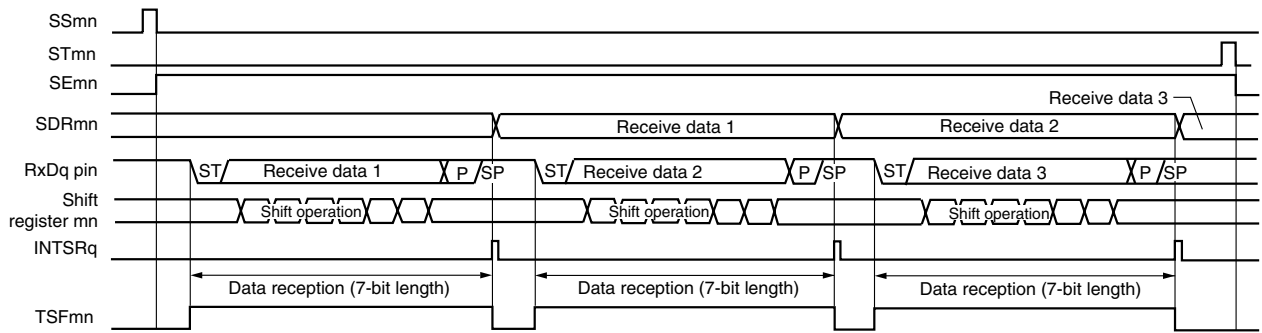 SSmn
STmn
SEmn
Receive data 3
SDRmn
Receive data 1
Receive data 2
RxDq pin
ST
Receive data 1
P
SP
ST
Receive data 2
P
SP
ST
Receive data 3
P
SP
Shift
register mn
Shift operation
Shift operation
Shift operation
INTSRq
Data reception (7-bit length)
Data reception (7-bit length)
Data reception (7-bit length)
TSFmn